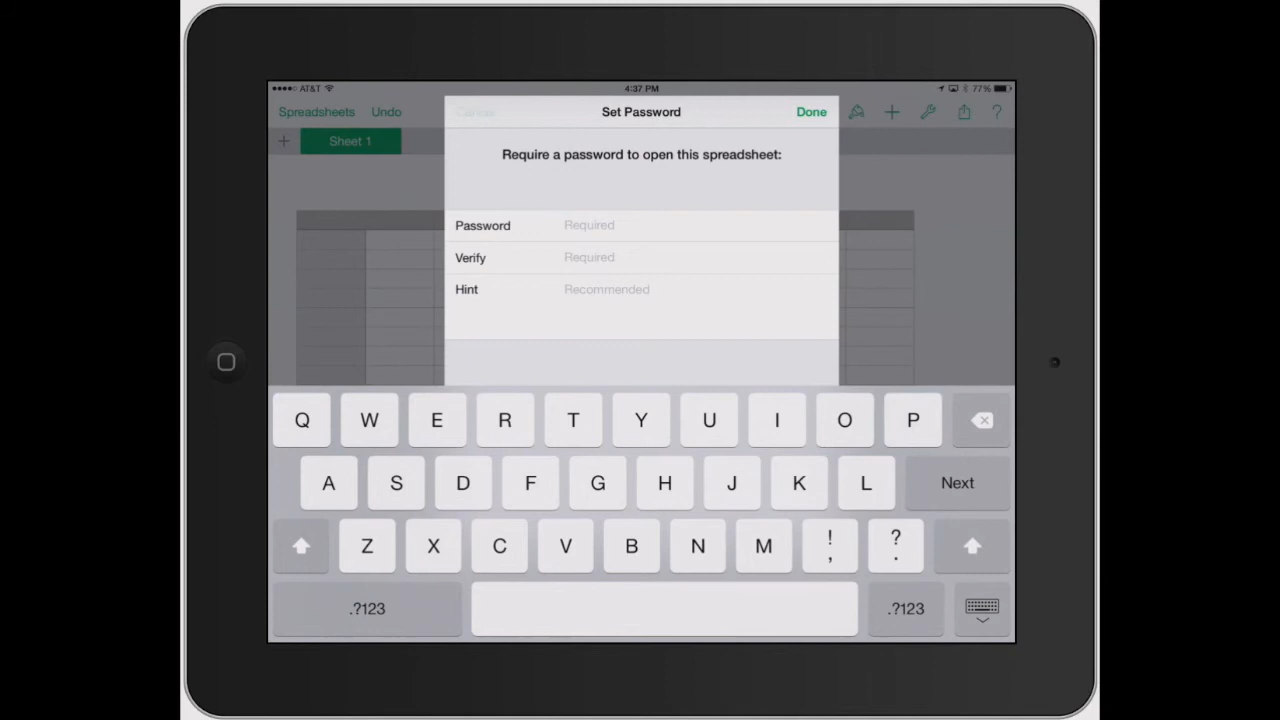 AT&T 4:37 PM 77%
Spreadsheets Undo Cancel Set Password Done ?
+ Sheet 1
Require a password to open this spreadsheet:
Password Required
Verify Required
Hint Recommended
Q W E R T Y U I O P
A S D F G H J K L Next
Z X C V B N M ! , ? .
.?123 .?123